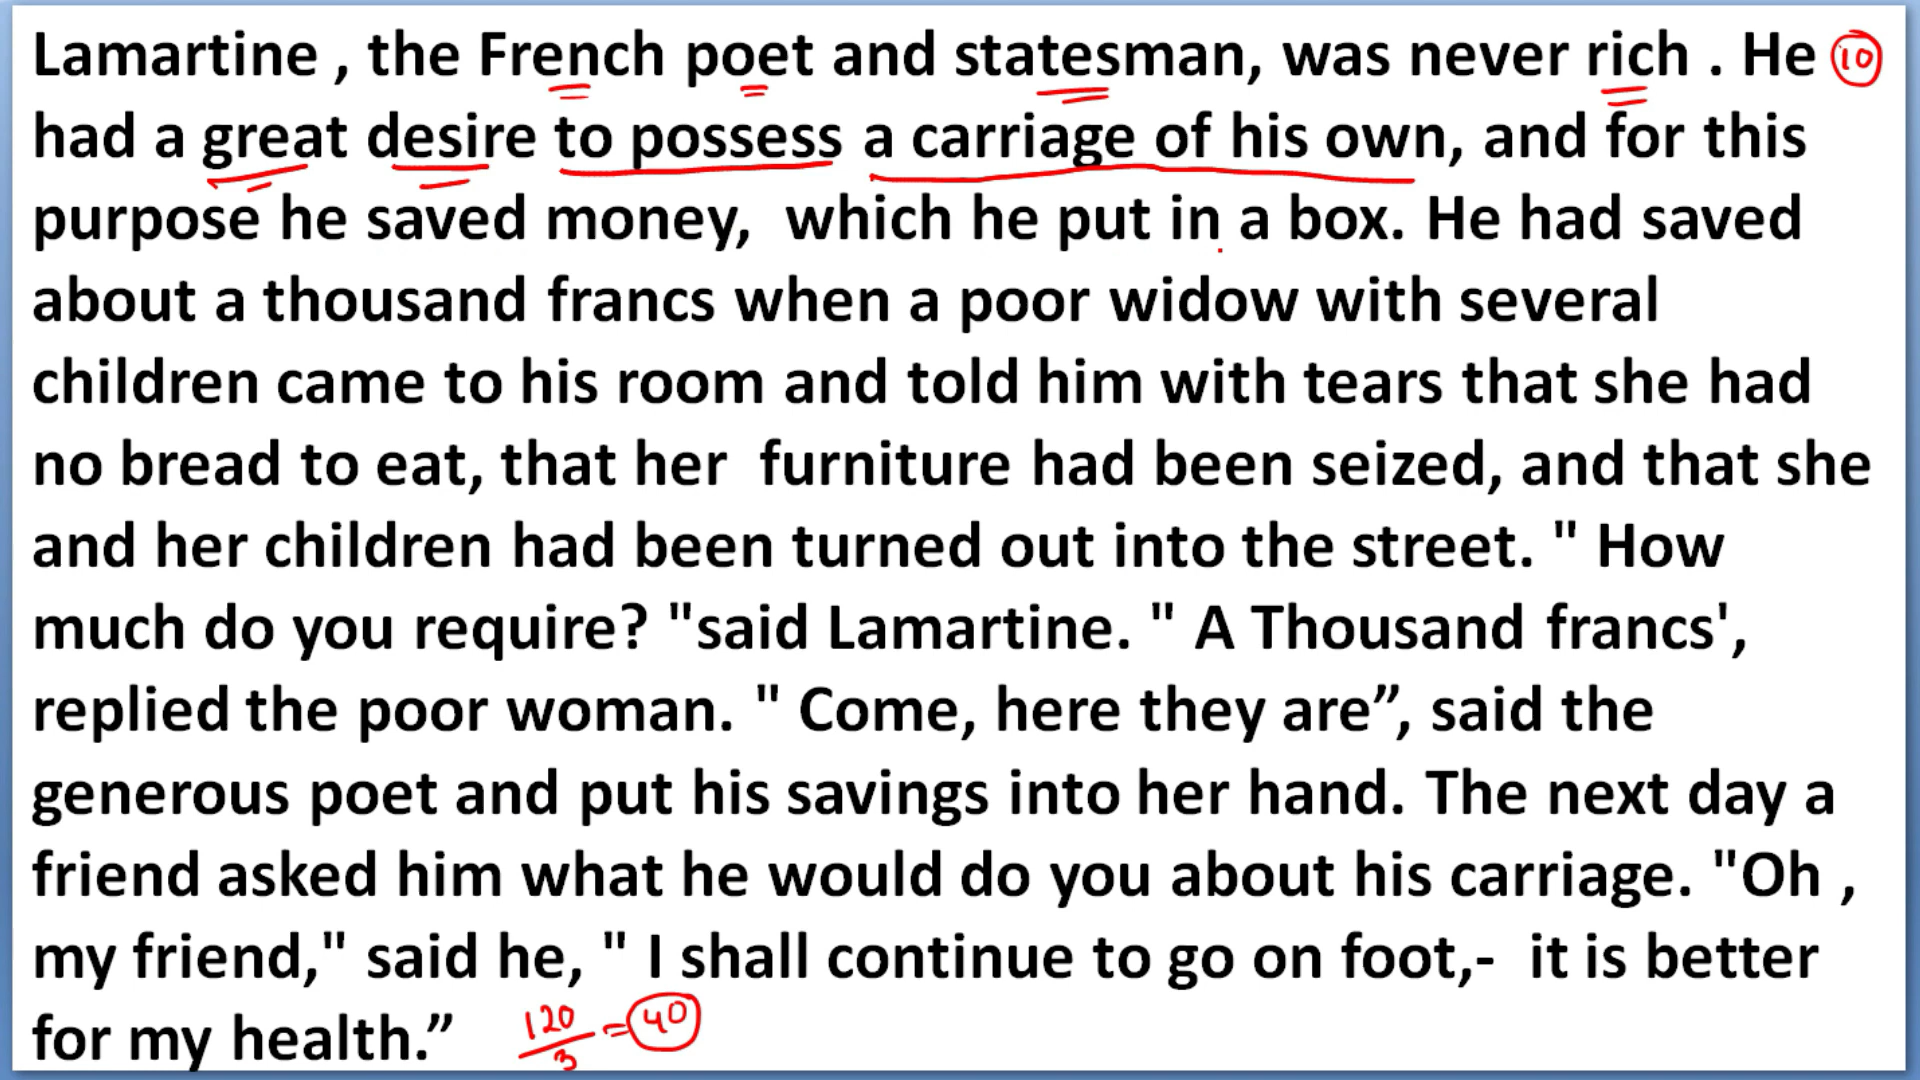 Lamartine , the French poet and statesman, was never rich . He 10
had a great desire to possess a carriage of his own, and for this
purpose he saved money,  which he put in a box. He had saved
about a thousand francs when a poor widow with several
children came to his room and told him with tears that she had
no bread to eat, that her  furniture had been seized, and that she
and her children had been turned out into the street. " How
much do you require? "said Lamartine. " A Thousand francs',
replied the poor woman. " Come, here they are”, said the
generous poet and put his savings into her hand. The next day a
friend asked him what he would do you about his carriage. "Oh ,
my friend," said he, " I shall continue to go on foot,-  it is better
for my health.” 120/3 = 40